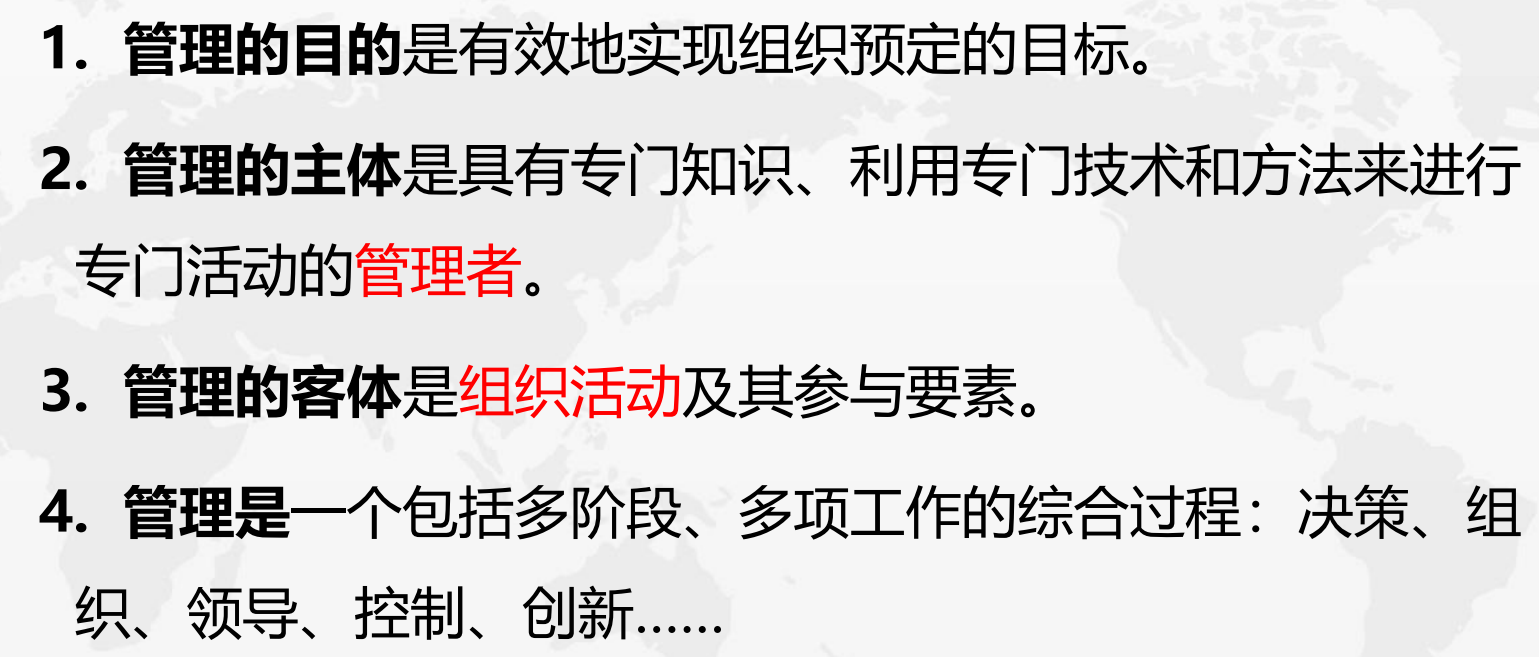 1. 管理的目的是有效地实现组织预定的目标。
2. 管理的主体是具有专门知识、利用专门技术和方法来进行
专门活动的管理者。
3. 管理的客体是组织活动及其参与要素。
4. 管理是一个包括多阶段、多项工作的综合过程：决策、组
织、领导、控制、创新......